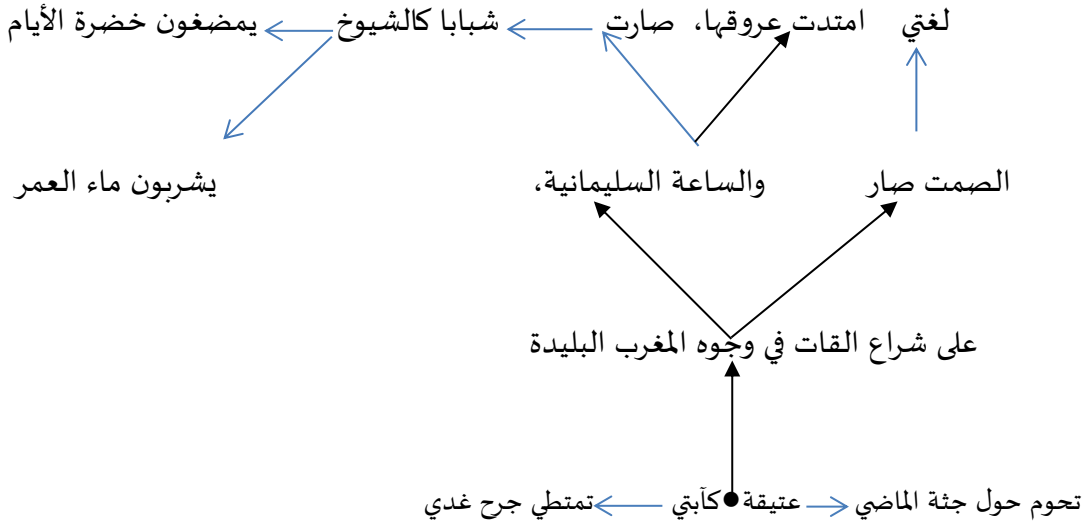 لغتي امتدت عروقها، صارت شبابا كالشيوخ يمضغون خضرة الأيام
الصمت صار والساعة السليمانية، يشربون ماء العمر
على شراع القات في وجوه المغرب البليدة
تحوم حول جثة الماضي عتيقة كآبتي تمتطي جرح غدي